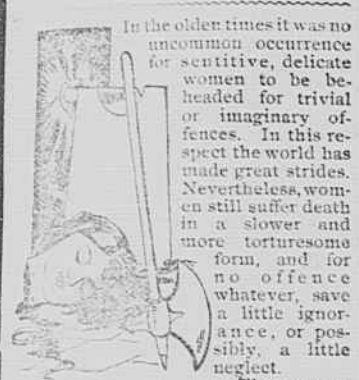 In the olden times it was no
uncommon occurrence
for sentitive, delicate
women to be be-
headed for trivial
or imaginary of-
fences. In this re-
spect the world has
made great strides.
Nevertheless, wom-
en still suffer death
in a slower and
more torturesome
form, and for
no offence
whatever, save
a little ignor-
ance, or pos-
sibly, a little
neglect.